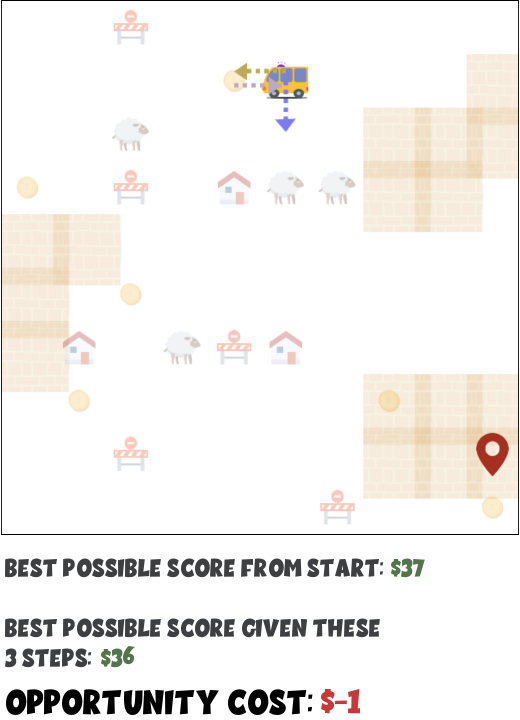 BEST POSSIBLE SCORE FROM START: $37
BEST POSSIBLE SCORE GIVEN THESE
3 STEPS: $36
OPPORTUNITY COST: $-1